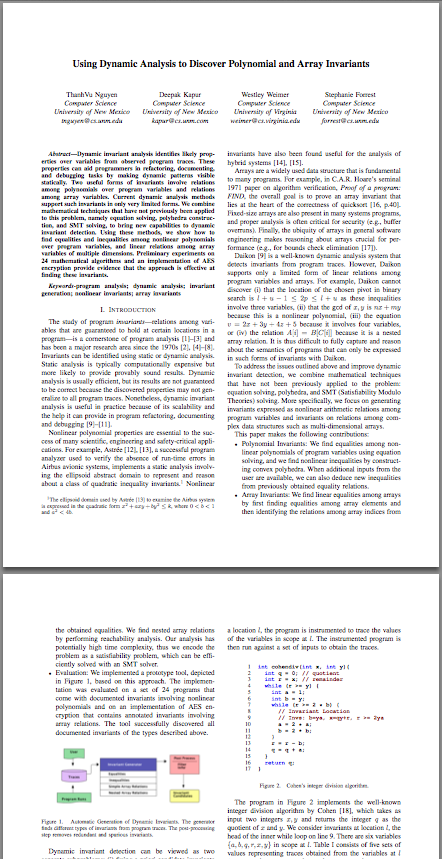 Using Dynamic Analysis to Discover Polynomial and Array Invariants
ThanhVu Nguyen
Computer Science
University of New Mexico
tnguyen@cs.unm.edu
Deepak Kapur
Computer Science
University of New Mexico
kapur@cs.unm.com
Westley Weimer
Computer Science
University of Virginia
weimer@cs.virginia.edu
Stephanie Forrest
Computer Science
University of New Mexico
forrest@cs.unm.edu
Abstract—Dynamic invariant analysis identifies likely prop-
erties over variables from observed program traces. These
properties can aid programmers in refactoring, documenting,
and debugging tasks by making dynamic patterns visible
statically. Two useful forms of invariants involve relations
among polynomials over program variables and relations
among array variables. Current dynamic analysis methods
support such invariants in only very limited forms. We combine
mathematical techniques that have not previously been applied
to this problem, namely equation solving, polyhedra construc-
tion, and SMT solving, to bring new capabilities to dynamic
invariant detection. Using these methods, we show how to
find equalities and inequalities among nonlinear polynomials
over program variables, and linear relations among array
variables of multiple dimensions. Preliminary experiments on
24 mathematical algorithms and an implementation of AES
encryption provide evidence that the approach is effective at
finding these invariants.
Keywords-program analysis; dynamic analysis; invariant
generation; nonlinear invariants; array invariants
I. INTRODUCTION
The study of program invariants—relations among vari-
ables that are guaranteed to hold at certain locations in a
program—is a cornerstone of program analysis [1]–[3] and
has been a major research area since the 1970s [2], [4]–[8].
Invariants can be identified using static or dynamic analysis.
Static analysis is typically computationally expensive but
more likely to provide provably sound results. Dynamic
analysis is usually efficient, but its results are not guaranteed
to be correct because the discovered properties may not gen-
eralize to all program traces. Nonetheless, dynamic invariant
analysis is useful in practice because of its scalability and
the help it can provide in program refactoring, documenting
and debugging [9]–[11].
Nonlinear polynomial properties are essential to the suc-
cess of many scientific, engineering and safety-critical appli-
cations. For example, Astrée [12], [13], a successful program
analyzer used to verify the absence of run-time errors in
Airbus avionic systems, implements a static analysis involv-
ing the ellipsoid abstract domain to represent and reason
about a class of quadratic inequality invariants.¹ Nonlinear
¹The ellipsoid domain used by Astrée [13] to examine the Airbus system
is expressed in the quadratic form x² + axy + by² ≤ k, where 0 < b < 1
and a² < 4b.
invariants have also been found useful for the analysis of
hybrid systems [14], [15].
Arrays are a widely used data structure that is fundamental
to many programs. For example, in C.A.R. Hoare's seminal
1971 paper on algorithm verification, Proof of a program:
FIND, the overall goal is to prove an array invariant that
lies at the heart of the correctness of quicksort [16, p.40].
Fixed-size arrays are also present in many systems programs,
and proper analysis is often critical for security (e.g., buffer
overruns). Finally, the ubiquity of arrays in general software
engineering makes reasoning about arrays crucial for per-
formance (e.g., for bounds check elimination [17]).
Daikon [9] is a well-known dynamic analysis system that
detects invariants from program traces. However, Daikon
supports only a limited form of linear relations among
program variables and arrays. For example, Daikon cannot
discover (i) that the location of the chosen pivot in binary
search is l + u − 1 ≤ 2p ≤ l + u as these inequalities
involve three variables, (ii) that the gcd of x, y is nx + my
because this is a nonlinear polynomial, (iii) the equation
v = 2x + 3y + 4z + 5 because it involves four variables,
or (iv) the relation A[i] = B[C[i]] because it is a nested
array relation. It is thus difficult to fully capture and reason
about the semantics of programs that can only be expressed
in such forms of invariants with Daikon.
To address the issues outlined above and improve dynamic
invariant detection, we combine mathematical techniques
that have not previously been applied to the problem:
equation solving, polyhedra, and SMT (Satisfiability Modulo
Theories) solving. More specifically, we focus on generating
invariants expressed as nonlinear arithmetic relations among
program variables and invariants on relations among com-
plex data structures such as multi-dimensional arrays.
This paper makes the following contributions:
• Polynomial Invariants: We find equalities among non-
linear polynomials of program variables using equation
solving, and we find nonlinear inequalities by construct-
ing convex polyhedra. When additional inputs from the
user are available, we can also deduce new inequalities
from previously obtained equality relations.
• Array Invariants: We find linear equalities among arrays
by first finding equalities among array elements and
then identifying the relations among array indices from
the obtained equalities. We find nested array relations
by performing reachability analysis. Our analysis has
potentially high time complexity, thus we encode the
problem as a satisfiability problem, which can be effi-
ciently solved with an SMT solver.
• Evaluation: We implemented a prototype tool, depicted
in Figure 1, based on this approach. The implemen-
tation was evaluated on a set of 24 programs that
come with documented invariants involving nonlinear
polynomials and on an implementation of AES en-
cryption that contains annotated invariants involving
array relations. The tool successfully discovered all
documented invariants of the types described above.
User
Traces
Program Runs
Invariant Generator
Equalities
Inequalities
Simple Array Relations
Nested Array Relations
Figure 1. Automatic Generation of Dynamic Invariants. The generator
finds different types of invariants from program traces. The post-processing
step removes redundant and spurious invariants.
Dynamic invariant detection can be viewed as two
a location l, the program is instrumented to trace the values
of the variables in scope at l. The instrumented program is
then run against a set of inputs to obtain the traces.
1 int cohendiv(int x, int y){
2 int q = 0; // quotient
3 int r = x; // remainder
4 while (r >= y) {
5 int a = 1;
6 int b = y;
7 while (r >= 2 * b) {
8 // Invariant Location
9 // Invs: b=ya, x=qy+r, r >= 2ya
10 a = 2 * a;
11 b = 2 * b;
12 }
13 r = r - b;
14 q = q + a;
15 }
16 return q;
17 }
Figure 2. Cohen's integer division algorithm.
The program in Figure 2 implements the well-known
integer division algorithm by Cohen [18], which takes as
input two integers x, y and returns the integer q as the
quotient of x and y. We consider invariants at location l, the
head of the inner while loop on line 9. There are six variables
{a, b, q, r, x, y} in scope at l. Table I consists of five sets of
values representing traces obtained from the variables at l